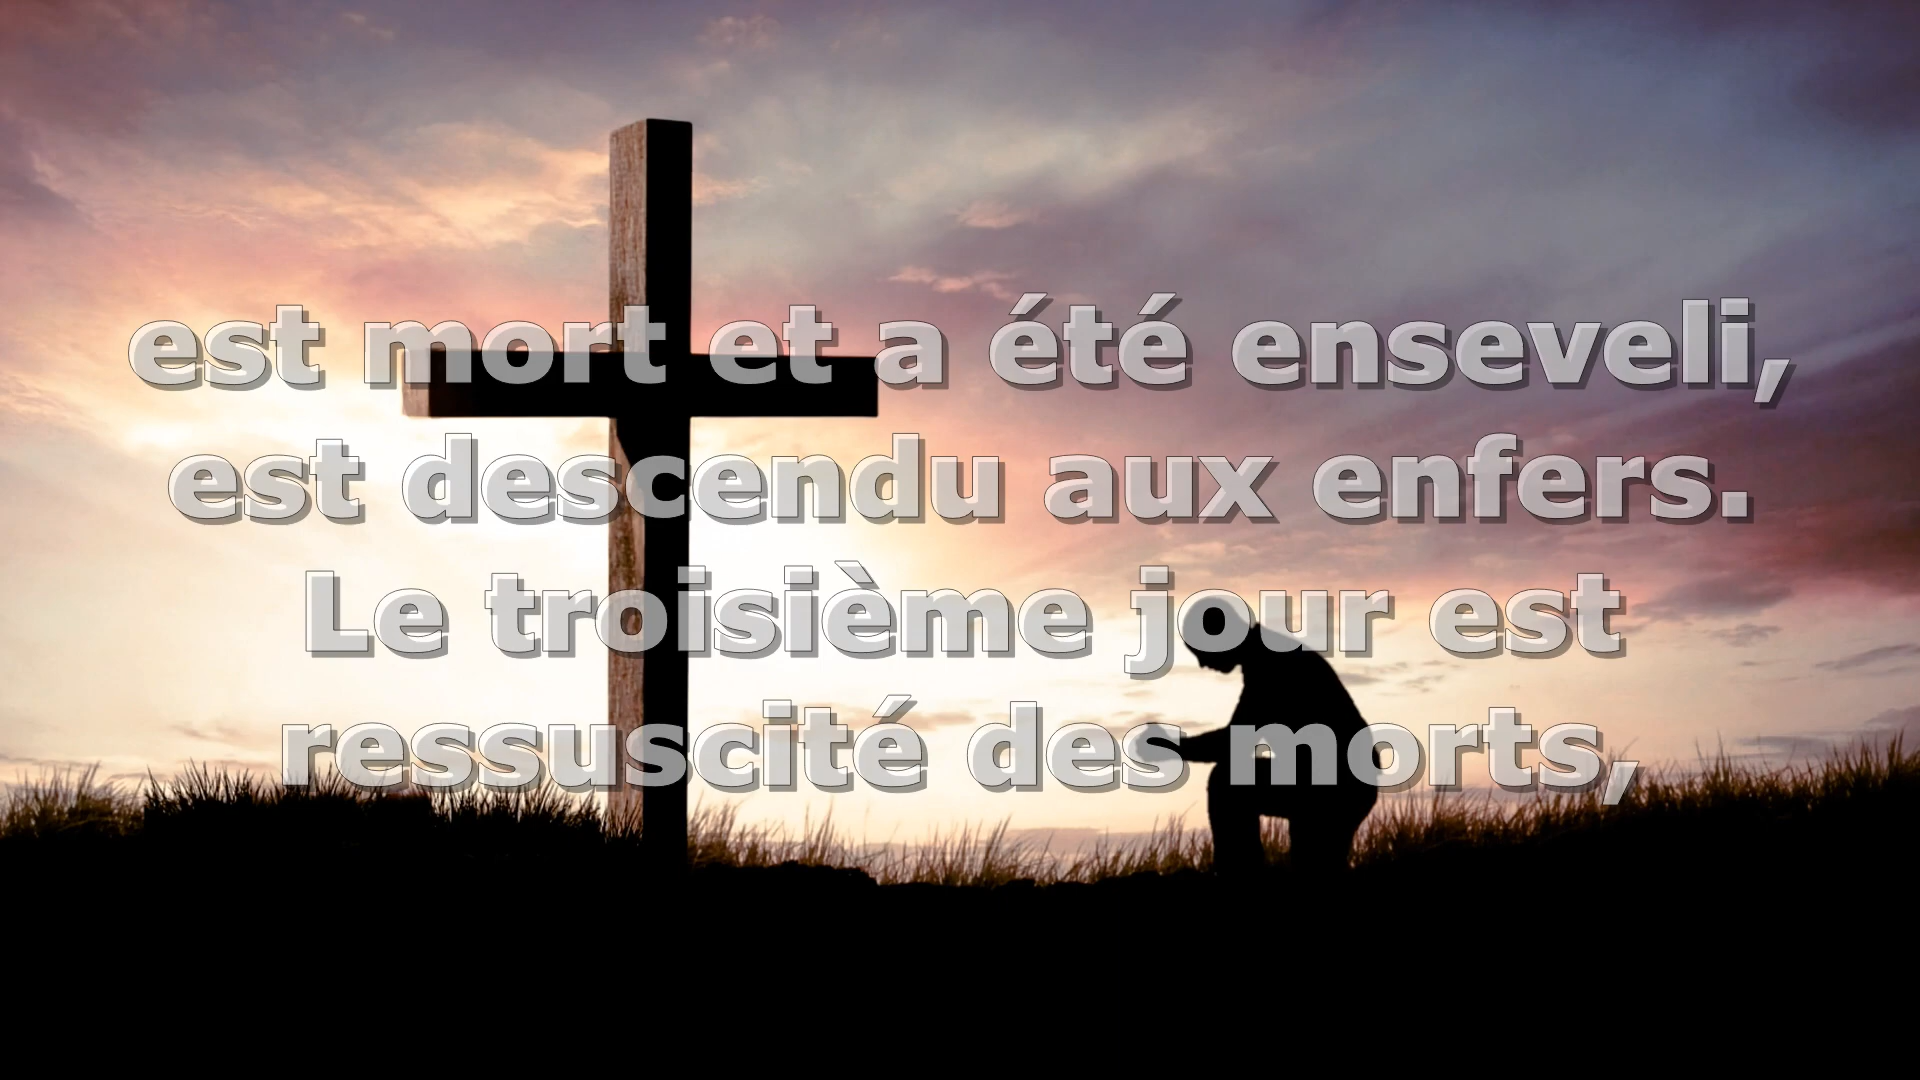 est mort et a été enseveli,
est descendu aux enfers.
Le troisième jour est
ressuscité des morts,